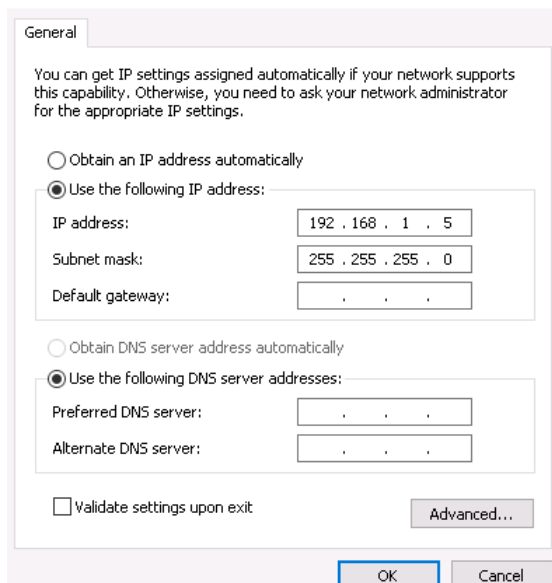 General
You can get IP settings assigned automatically if your network supports
this capability. Otherwise, you need to ask your network administrator
for the appropriate IP settings.
Obtain an IP address automatically
Use the following IP address:
IP address: 192 . 168 . 1 . 5
Subnet mask: 255 . 255 . 255 . 0
Default gateway: . . .
Obtain DNS server address automatically
Use the following DNS server addresses:
Preferred DNS server: . . .
Alternate DNS server: . . .
Validate settings upon exit Advanced...
OK Cancel